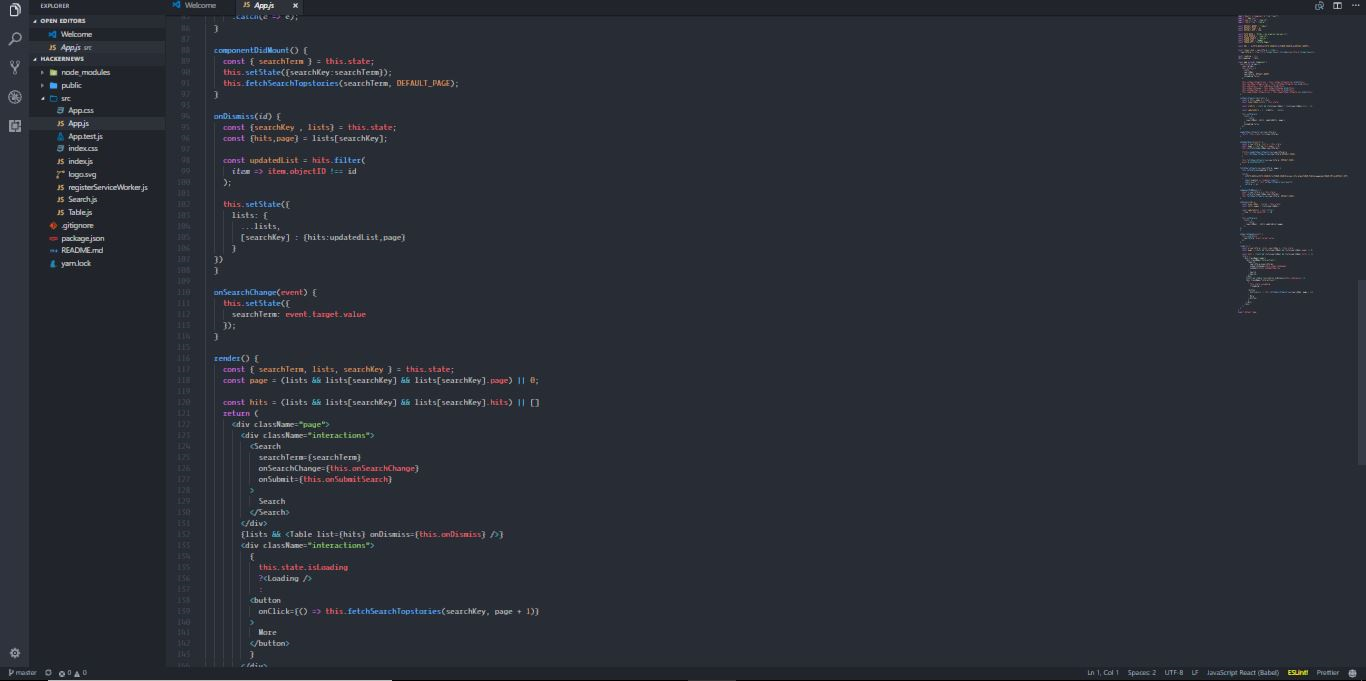 EXPLORER
OPEN EDITORS
Welcome
App.js src
HACKERNEWS
node_modules
public
src
App.css
App.js
App.test.js
index.css
index.js
logo.svg
registerServiceWorker.js
Search.js
Table.js
.gitignore
package.json
README.md
yarn.lock
Welcome
App.js
87 .catch(e => e);
86 }
88 componentDidMount() {
89 const { searchTerm } = this.state;
90 this.setState({searchKey:searchTerm});
91 this.fetchSearchTopstories(searchTerm, DEFAULT_PAGE);
92 }
93
94 onDismiss(id) {
95 const {searchKey , lists} = this.state;
96 const {hits,page} = lists[searchKey];
97
98 const updatedList = hits.filter(
99 item => item.objectID !== id
100 );
101
102 this.setState({
103 lists: {
104 ...lists,
105 [searchKey] : {hits:updatedList,page}
106 }
107 })
108 }
109
110 onSearchChange(event) {
111 this.setState({
112 searchTerm: event.target.value
113 });
114 }
115
116 render() {
117 const { searchTerm, lists, searchKey } = this.state;
118 const page = (lists && lists[searchKey] && lists[searchKey].page) || 0;
119
120 const hits = (lists && lists[searchKey] && lists[searchKey].hits) || []
121 return (
122 <div className="page">
123 <div className="interactions">
124 <Search
125 searchTerm={searchTerm}
126 onSearchChange={this.onSearchChange}
127 onSubmit={this.onSubmitSearch}
128 >
129 Search
130 </Search>
131 </div>
132 {lists && <Table list={hits} onDismiss={this.onDismiss} />}
133 <div className="interactions">
134 {
135 this.state.isLoading
136 ?<Loading />
137 :
138 <button
139 onClick={() => this.fetchSearchTopstories(searchKey, page + 1)}
140 >
141 More
142 </button>
143 }
144 </div>
master 0 0
Ln 1, Col 1 Spaces: 2 UTF-8 LF JavaScript React (Babel) ESLint! Prettier